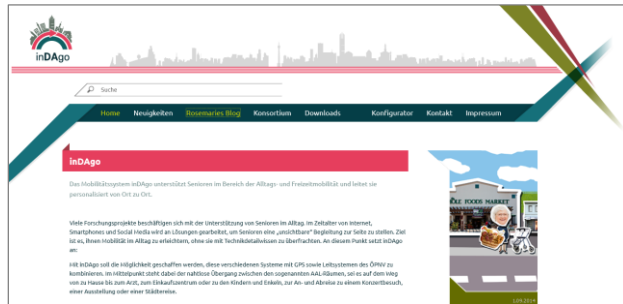 inDAgo
Suche
Home Neuigkeiten Rosemaries Blog Konsortium Downloads Konfigurator Kontakt Impressum
inDAgo
Das Mobilitätssystem inDAgo unterstützt Senioren im Bereich der Alltags- und Freizeitmobilität und leitet sie
personalisiert von Ort zu Ort.
Viele Forschungsprojekte beschäftigen sich mit der Unterstützung von Senioren im Alltag. Im Zeitalter von Internet,
Smartphones und Social Media wird an Lösungen gearbeitet, um Senioren eine „unsichtbare" Begleitung zur Seite zu stellen. Ziel
ist es, ihnen Mobilität im Alltag zu erleichtern, ohne sie mit Technikdetailwissen zu überfrachten. An diesem Punkt setzt inDAgo
an:
Mit inDAgo soll die Möglichkeit geschaffen werden, diese verschiedenen Systeme mit GPS sowie Leitsystemen des ÖPNV zu
kombinieren. Im Mittelpunkt steht dabei der nahtlose Übergang zwischen den sogenannten AAL-Räumen, sei es auf dem Weg
von zu Hause bis zum Arzt, zum Einkaufszentrum oder zu den Kindern und Enkeln, zur An- und Abreise zu einem Konzertbesuch,
einer Ausstellung oder einer Städtereise.
WHOLE FOODS MARKET
12.9.2014